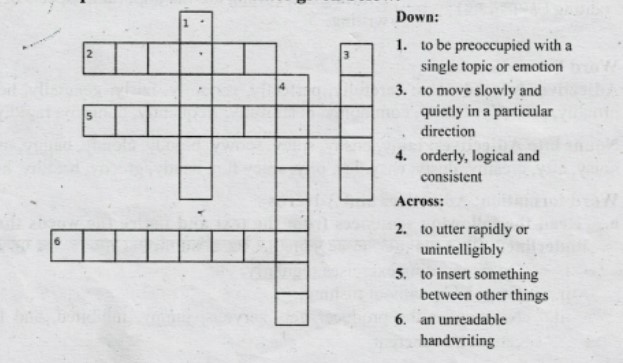 1
2
3
4
5
6
Down:
1. to be preoccupied with a
single topic or emotion
3. to move slowly and
quietly in a particular
direction
4. orderly, logical and
consistent
Across:
2. to utter rapidly or
unintelligibly
5. to insert something
between other things
6. an unreadable
handwriting